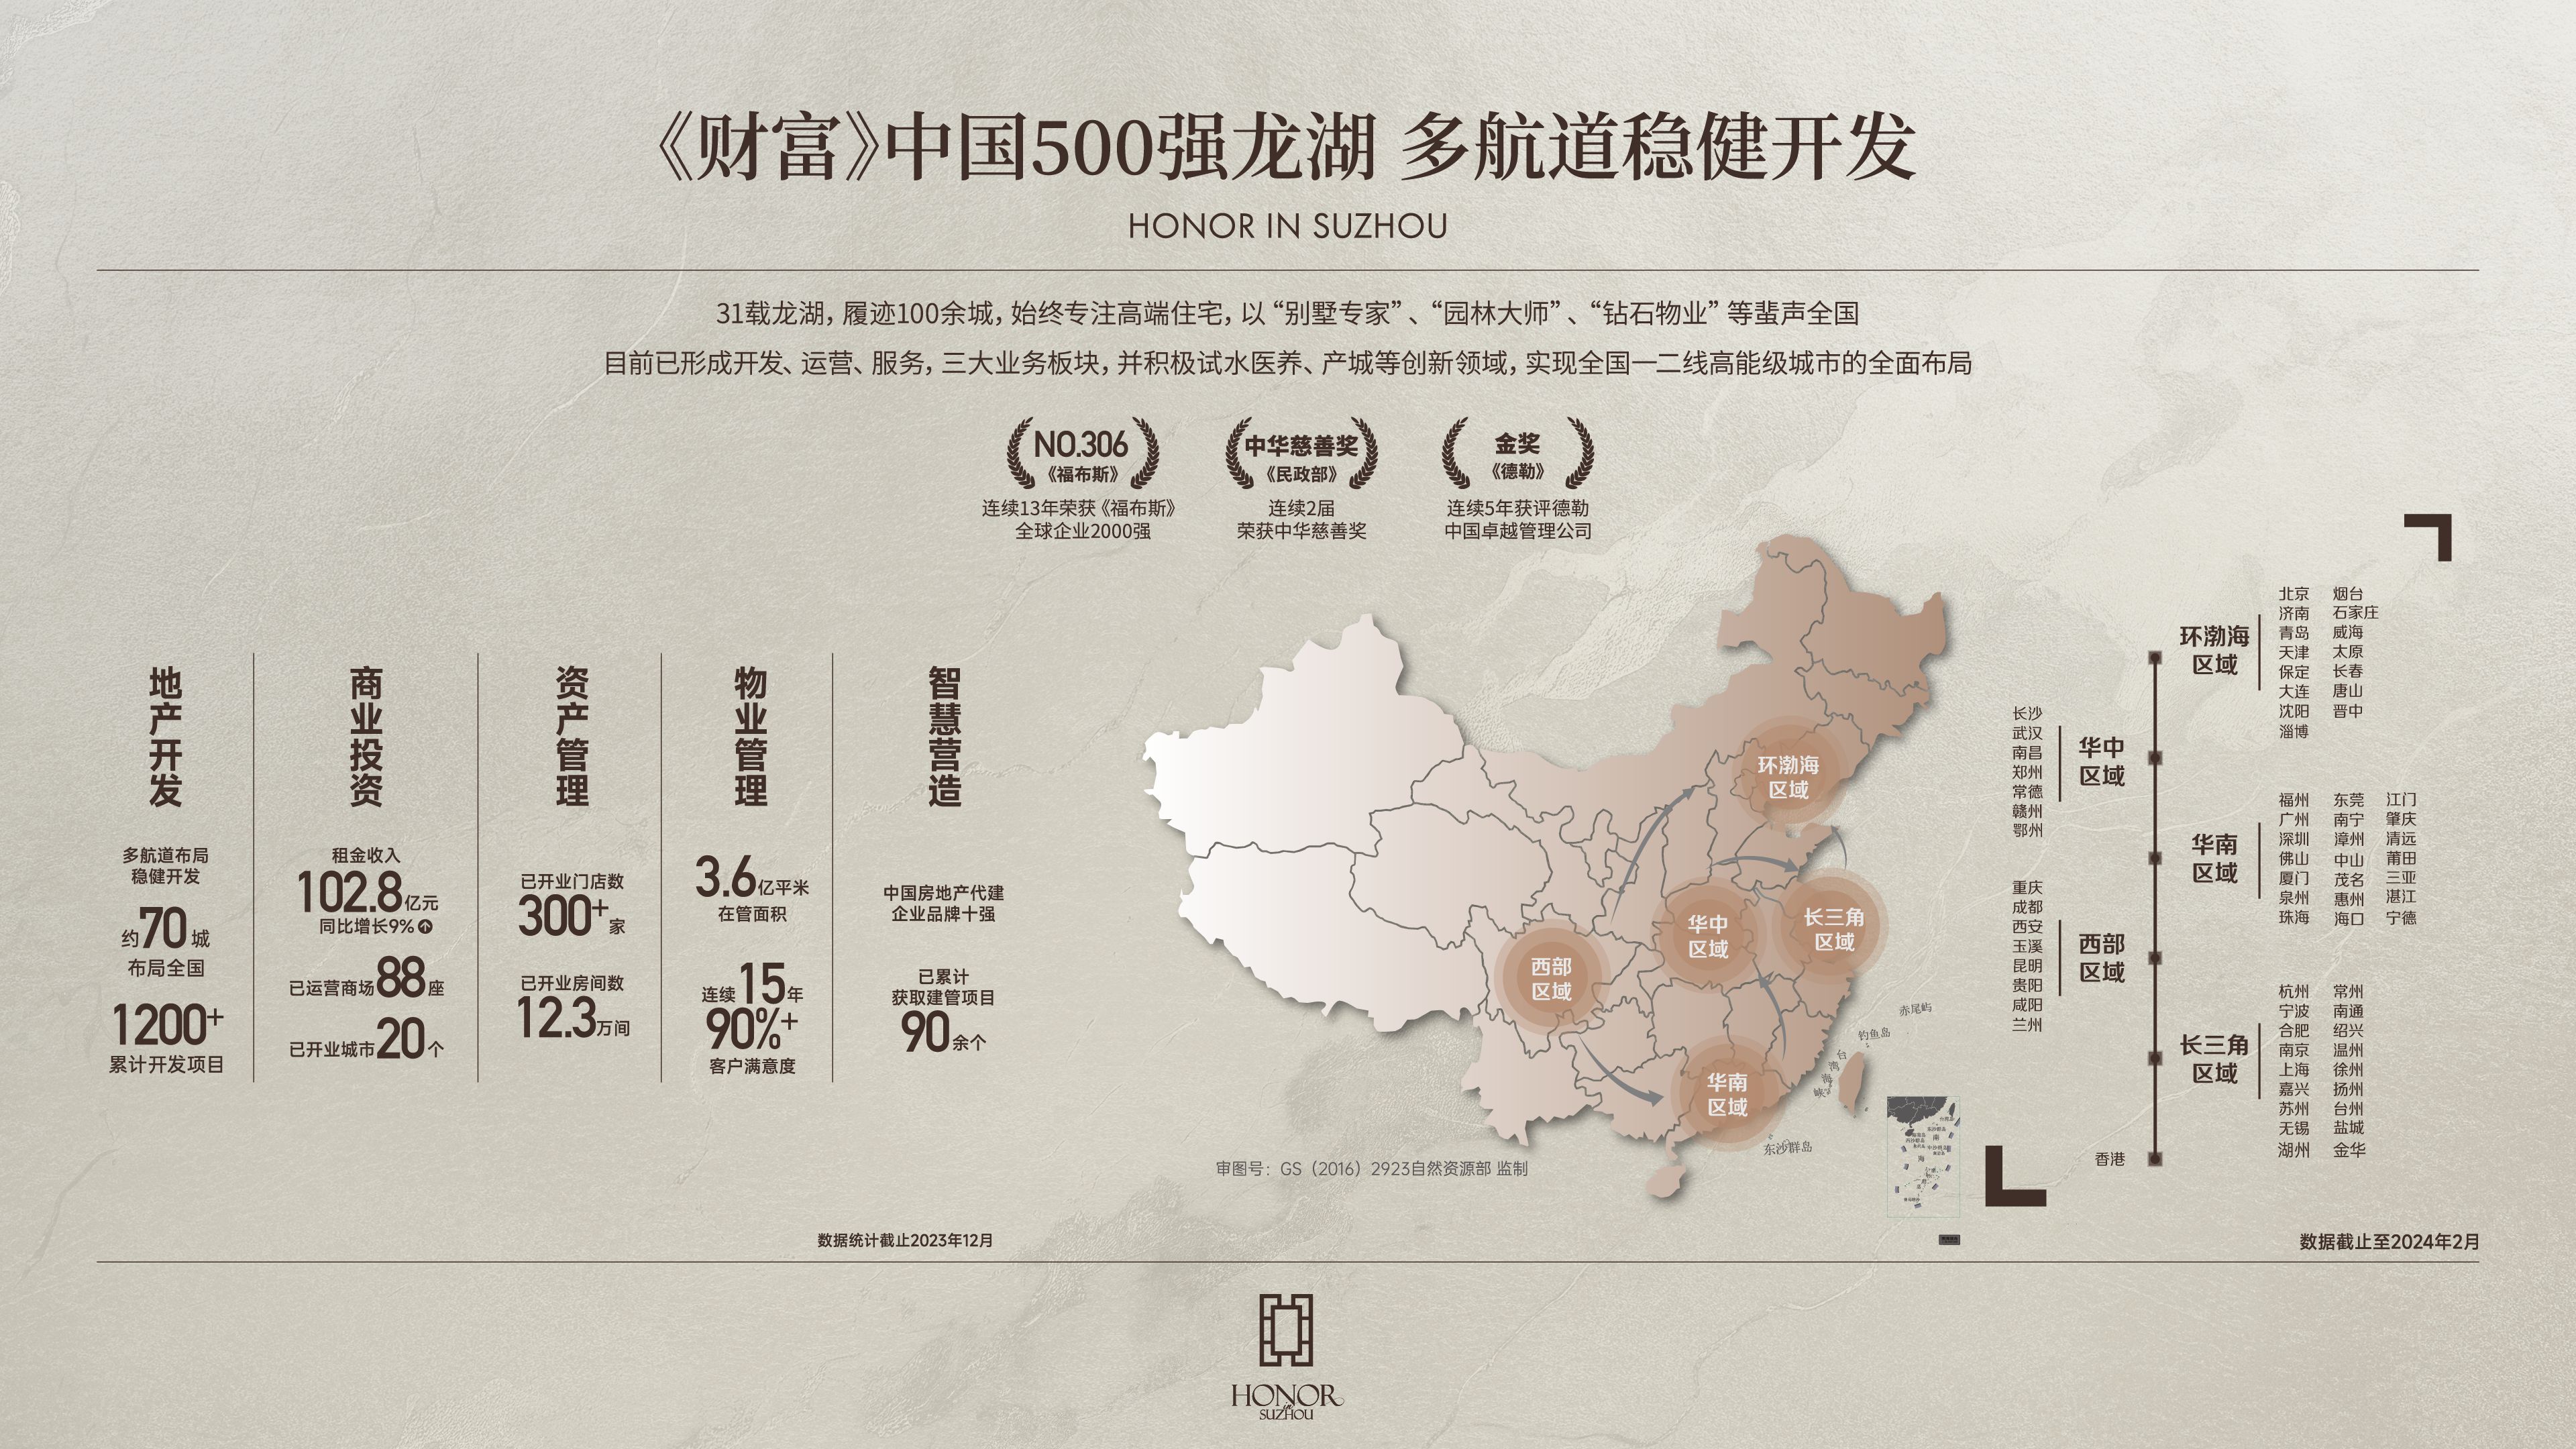 《财富》中国500强龙湖 多航道稳健开发
HONOR IN SUZHOU
31载龙湖，履迹100余城，始终专注高端住宅，以“别墅专家”、“园林大师”、“钻石物业”等蜚声全国
目前已形成开发、运营、服务，三大业务板块，并积极试水医养、产城等创新领域，实现全国一二线高能级城市的全面布局
NO.306
《福布斯》
连续13年荣获《福布斯》
全球企业2000强
中华慈善奖
《民政部》
连续2届
荣获中华慈善奖
金奖
《德勤》
连续5年获评德勤
中国卓越管理公司
地产开发
多航道布局
稳健开发
约70城
布局全国
1200+
累计开发项目
商业投资
租金收入
102.8亿元
同比增长9%
已运营商场88座
已开业城市20个
资产管理
已开业门店数
300+家
已开业房间数
12.3万间
物业管理
3.6亿平米
在管面积
连续15年
90%+
客户满意度
智慧营造
中国房地产代建
企业品牌十强
已累计
获取建管项目
90余个
环渤海
区域
华中
区域
长三角
区域
西部
区域
华南
区域
赤尾屿
钓鱼岛
台湾海峡
东沙群岛
审图号：GS（2016）2923自然资源部 监制
长沙
武汉
南昌
郑州
常德
赣州
鄂州
华中
区域
重庆
成都
西安
玉溪
昆明
贵阳
咸阳
兰州
西部
区域
香港
环渤海
区域
北京 烟台
济南 石家庄
青岛 威海
天津 太原
保定 长春
大连 唐山
沈阳 晋中
淄博
华南
区域
福州 东莞 江门
广州 南宁 肇庆
深圳 漳州 清远
佛山 中山 莆田
厦门 茂名 三亚
泉州 惠州 湛江
珠海 海口 宁德
长三角
区域
杭州 常州
宁波 南通
合肥 绍兴
南京 温州
上海 徐州
嘉兴 扬州
苏州 台州
无锡 盐城
湖州 金华
数据统计截止2023年12月
数据截止至2024年2月
HONOR
in
SUZHOU